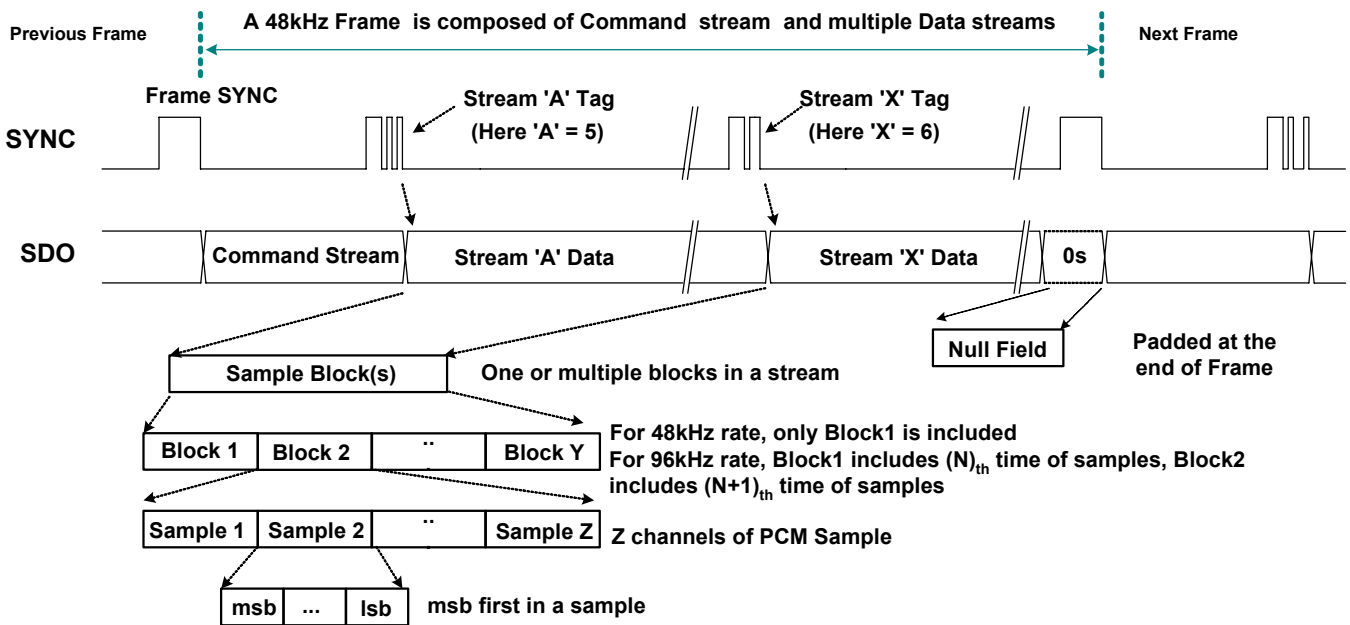 A 48kHz Frame is composed of Command stream and multiple Data streams
Previous Frame
Next Frame
Frame SYNC
Stream 'A' Tag
(Here 'A' = 5)
Stream 'X' Tag
(Here 'X' = 6)
SYNC
SDO
Command Stream
Stream 'A' Data
Stream 'X' Data
0s
Null Field
Padded at the
end of Frame
Sample Block(s)
One or multiple blocks in a stream
Block 1
Block 2
..
Block Y
For 48kHz rate, only Block1 is included
For 96kHz rate, Block1 includes (N)th time of samples, Block2
includes (N+1)th time of samples
Sample 1
Sample 2
..
Sample Z
Z channels of PCM Sample
msb
...
lsb
msb first in a sample